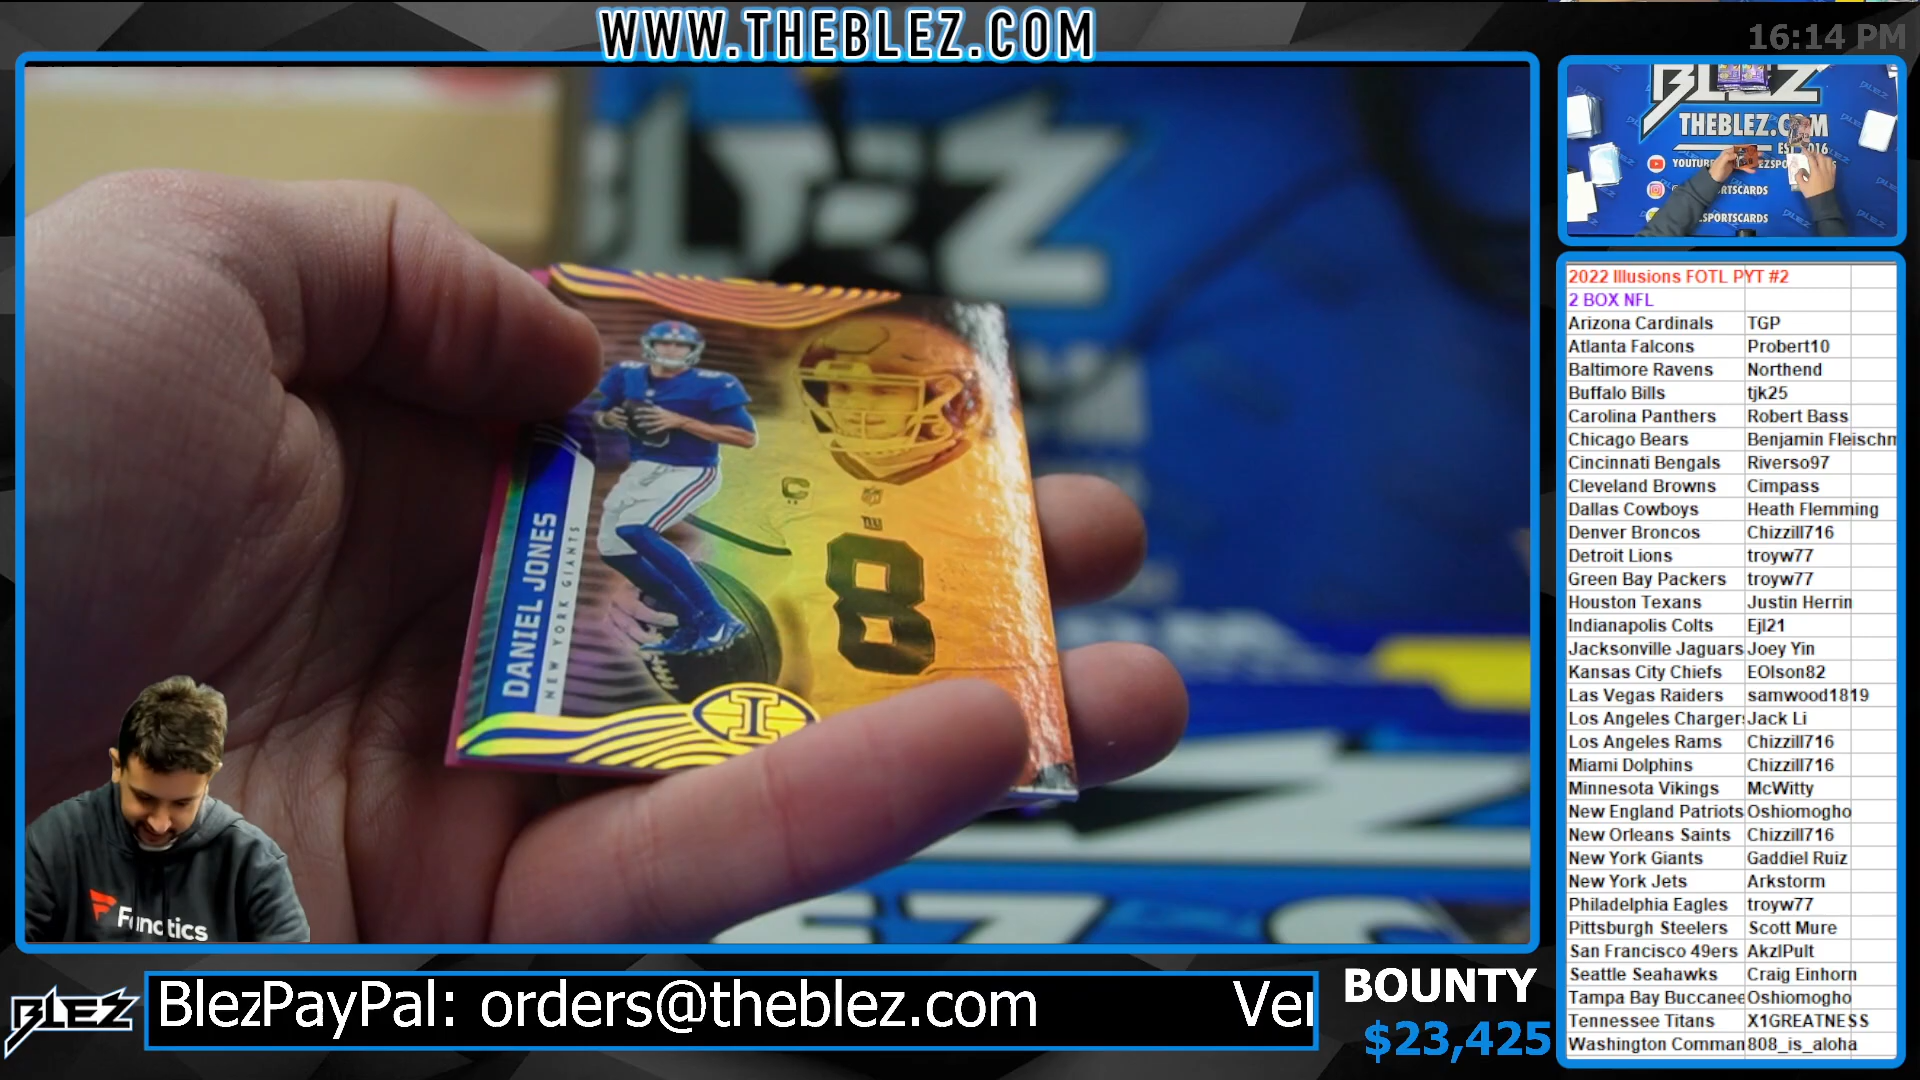 WWW.THEBLEZ.COM
16:14 PM
BLEZ
THEBLEZ.COM
DANIEL JONES
NEW YORK GIANTS
8
I
Fanatics
BLEZ
BlezPayPal: orders@theblez.com
Ver
BOUNTY
$23,425
2022 Illusions FOTL PYT #2
2 BOX NFL
Arizona Cardinals TGP
Atlanta Falcons Probert10
Baltimore Ravens Northend
Buffalo Bills tjk25
Carolina Panthers Robert Bass
Chicago Bears Benjamin Fleischm
Cincinnati Bengals Riverso97
Cleveland Browns Cimpass
Dallas Cowboys Heath Flemming
Denver Broncos Chizzill716
Detroit Lions troyw77
Green Bay Packers troyw77
Houston Texans Justin Herrin
Indianapolis Colts Ejl21
Jacksonville Jaguars Joey Yin
Kansas City Chiefs EOlson82
Las Vegas Raiders samwood1819
Los Angeles Charger Jack Li
Los Angeles Rams Chizzill716
Miami Dolphins Chizzill716
Minnesota Vikings McWitty
New England Patriots Oshiomogho
New Orleans Saints Chizzill716
New York Giants Gaddiel Ruiz
New York Jets Arkstorm
Philadelphia Eagles troyw77
Pittsburgh Steelers Scott Mure
San Francisco 49ers AkzlPult
Seattle Seahawks Craig Einhorn
Tampa Bay Buccanee Oshiomogho
Tennessee Titans X1GREATNESS
Washington Comman 808_is_aloha